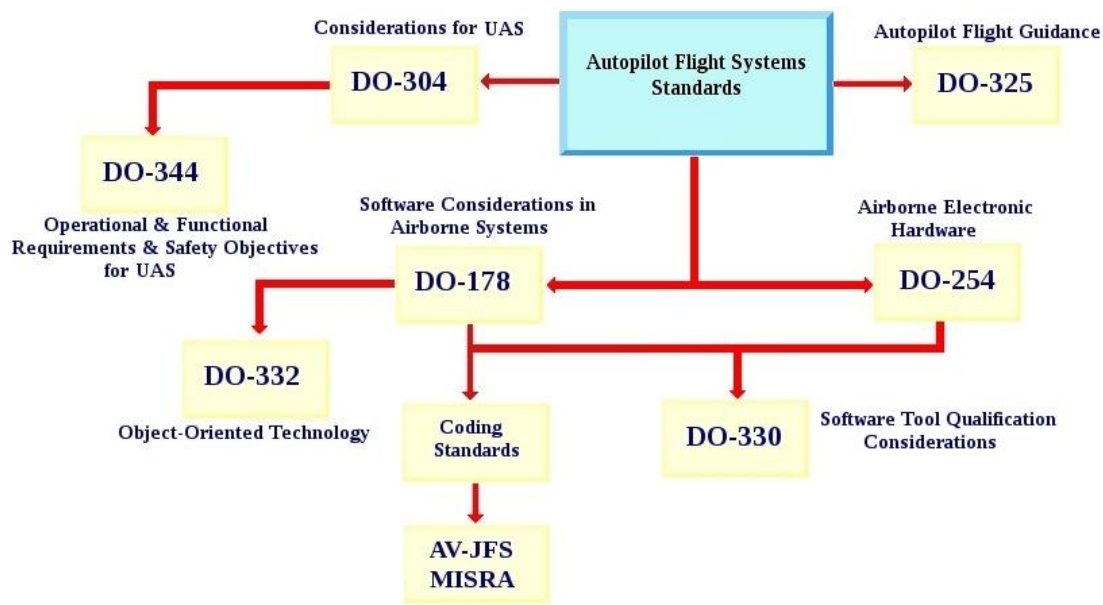 Considerations for UAS
DO-304
Autopilot Flight Systems
Standards
Autopilot Flight Guidance
DO-325
DO-344
Operational & Functional
Requirements & Safety Objectives
for UAS
Software Considerations in
Airborne Systems
DO-178
Airborne Electronic
Hardware
DO-254
DO-332
Object-Oriented Technology
Coding
Standards
DO-330
Software Tool Qualification
Considerations
AV-JFS
MISRA